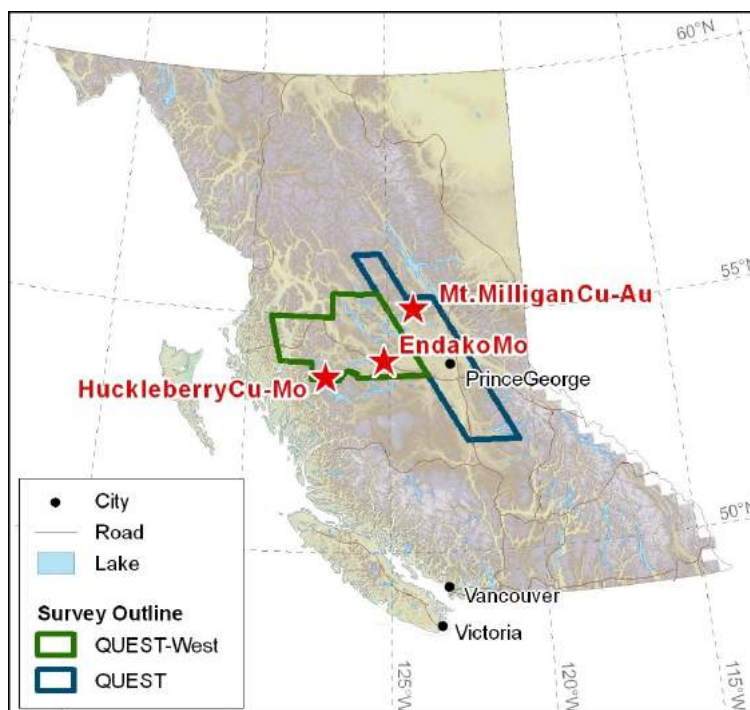 60°N
55°N
Mt.MilliganCu-Au
EndakoMo
PrinceGeorge
HuckleberryCu-Mo
50°N
City
Road
Lake
Survey Outline
QUEST-West
QUEST
Vancouver
Victoria
125°W
120°W
115°W